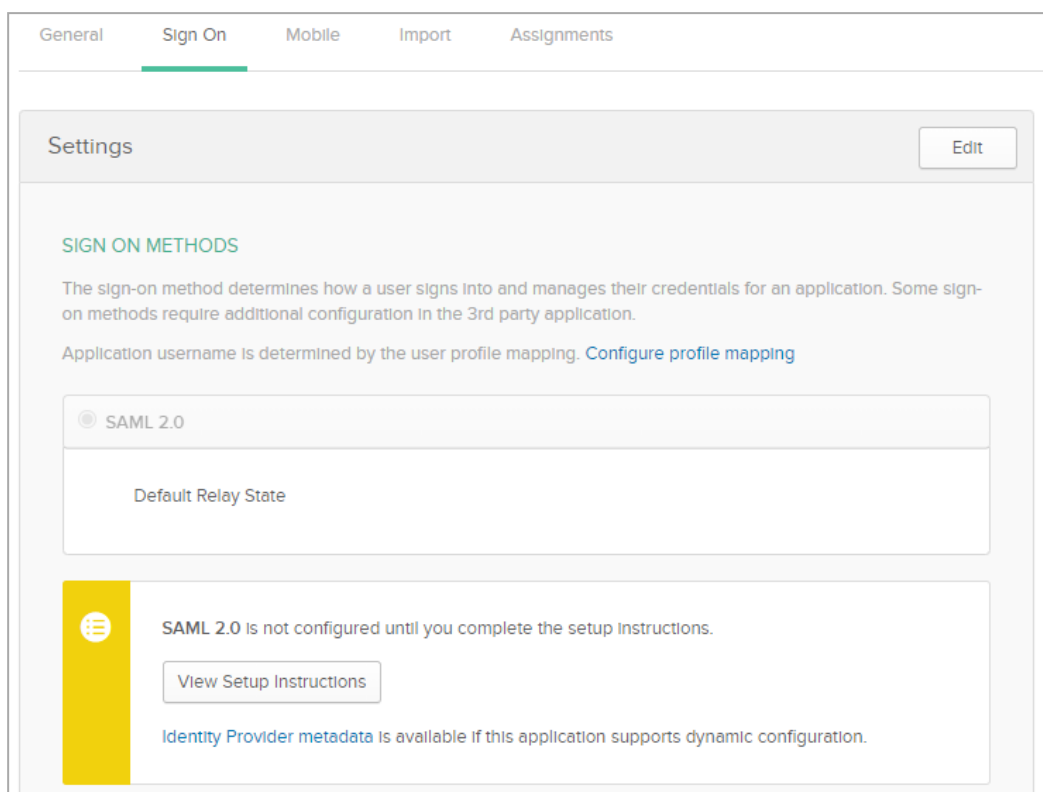 General Sign On Mobile Import Assignments
Settings
Edit
SIGN ON METHODS
The sign-on method determines how a user signs into and manages their credentials for an application. Some sign-
on methods require additional configuration in the 3rd party application.
Application username is determined by the user profile mapping. Configure profile mapping
SAML 2.0
Default Relay State
SAML 2.0 is not configured until you complete the setup instructions.
View Setup Instructions
Identity Provider metadata is available if this application supports dynamic configuration.